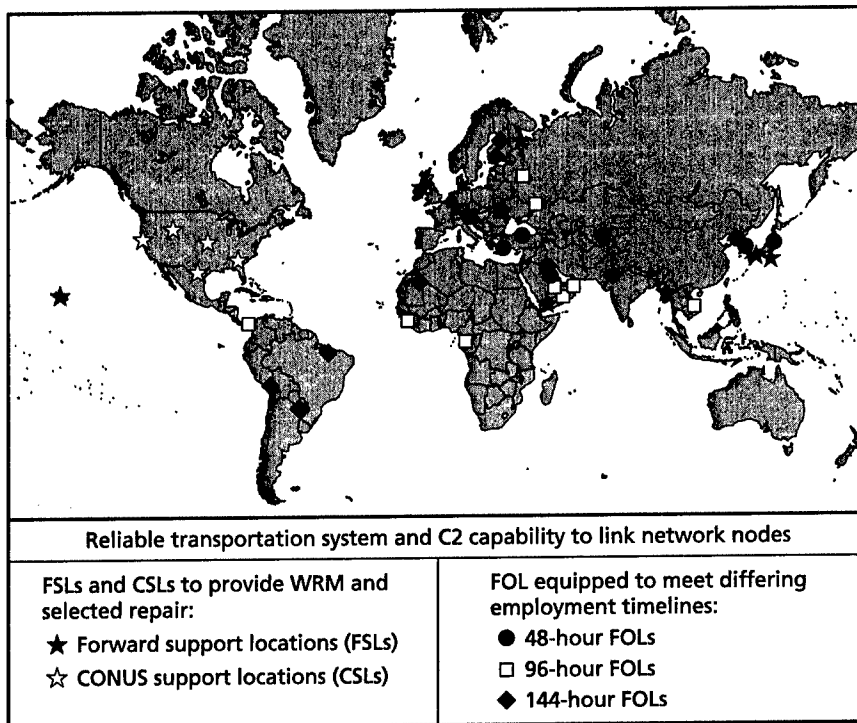 Reliable transportation system and C2 capability to link network nodes
FSLs and CSLs to provide WRM and
selected repair:
★ Forward support locations (FSLs)
☆ CONUS support locations (CSLs)
FOL equipped to meet differing
employment timelines:
● 48-hour FOLs
□ 96-hour FOLs
◆ 144-hour FOLs